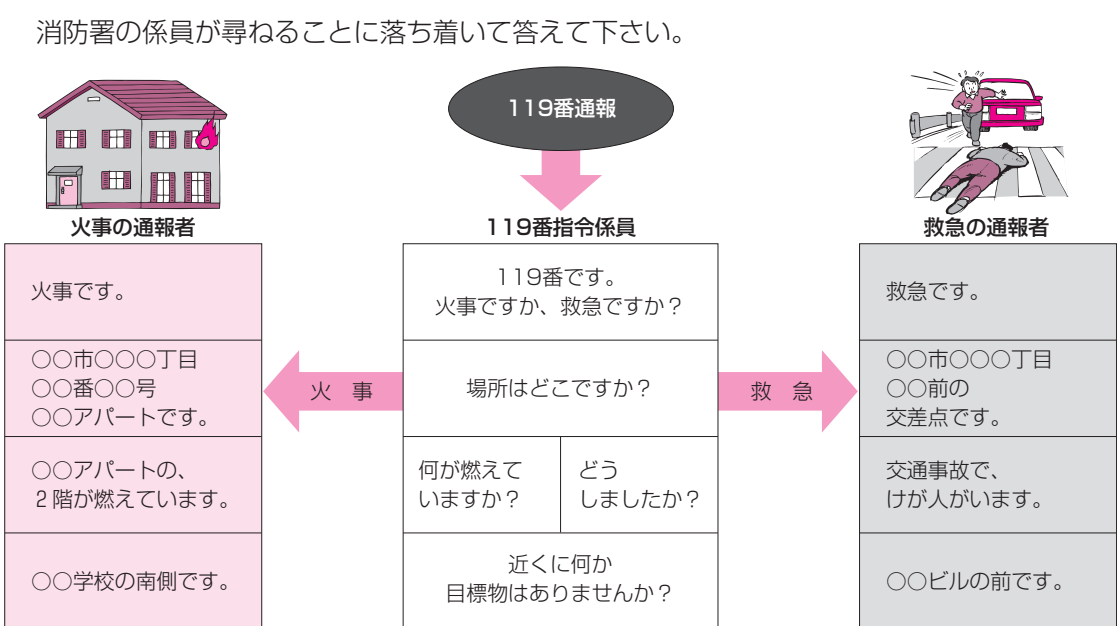 消防署の係員が尋ねることに落ち着いて答えて下さい。
119番通報
火事の通報者
119番指令係員
救急の通報者
火事です。
119番です。
火事ですか、救急ですか？
救急です。
○○市○○○丁目
○○番○○号
○○アパートです。
火　事
場所はどこですか？
救　急
○○市○○○丁目
○○前の
交差点です。
○○アパートの、
2階が燃えています。
何が燃えて
いますか？
どう
しましたか？
交通事故で、
けが人がいます。
○○学校の南側です。
近くに何か
目標物はありませんか？
○○ビルの前です。